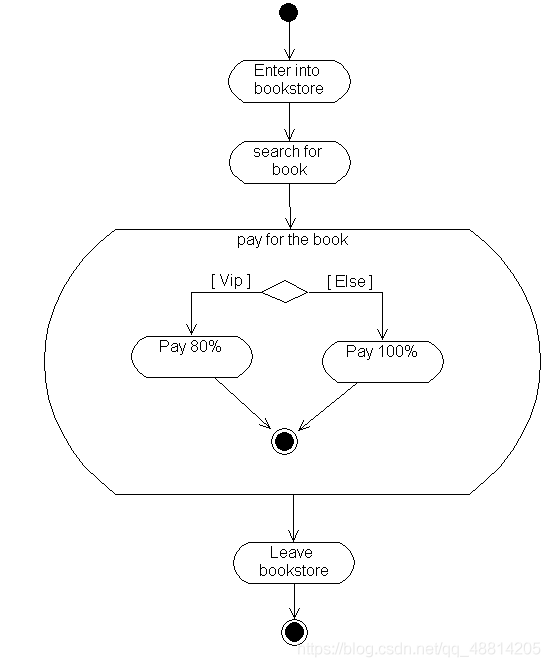 Enter into
bookstore
search for
book
pay for the book
[ Vip ]
[ Else ]
Pay 80%
Pay 100%
Leave
bookstore
https://blog.csdn.net/qq_48814205